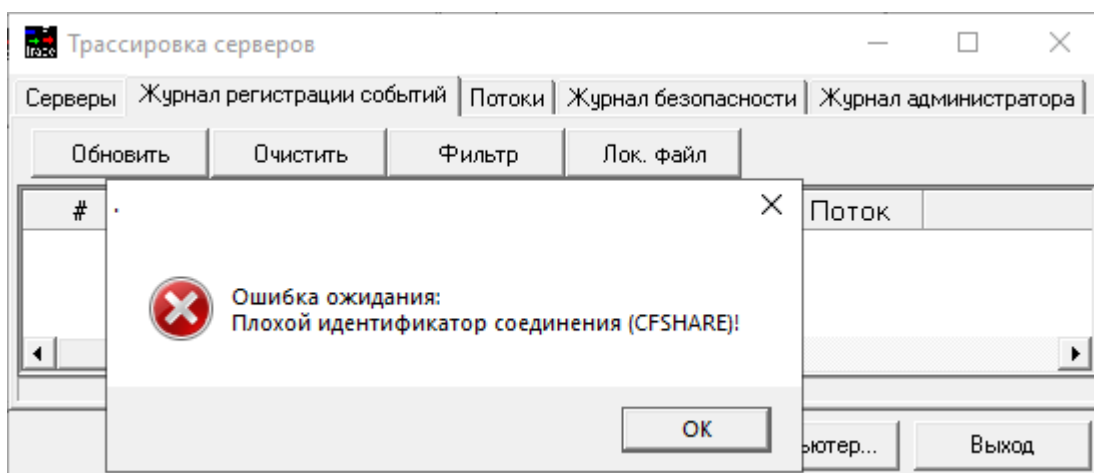 Трассировка серверов
Серверы Журнал регистрации событий Потоки Журнал безопасности Журнал администратора
Обновить Очистить Фильтр Лок. файл
# . Поток
Ошибка ожидания:
Плохой идентификатор соединения (CFSHARE)!
OK
ьютер... Выход